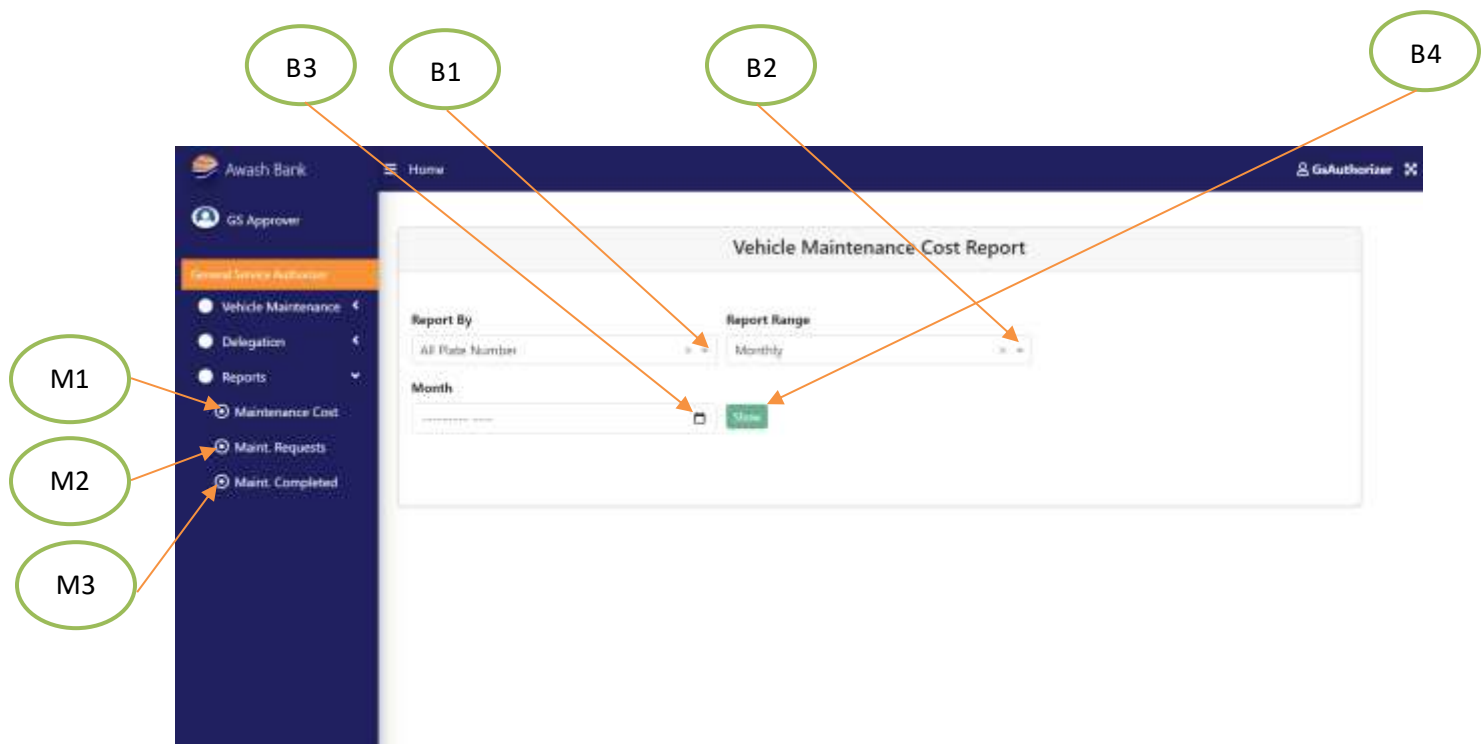 B3
B1
B2
B4
Awash Bank
Home
GsAuthorizer
GS Approver
Vehicle Maintenance Cost Report
General Service Authorizer
Vehicle Maintenance
Report By
Report Range
Delegation
All Plate Number
Monthly
M1
Reports
Month
Maintenance Cost
--------- ----
Show
Maint. Requests
M2
Maint. Completed
M3